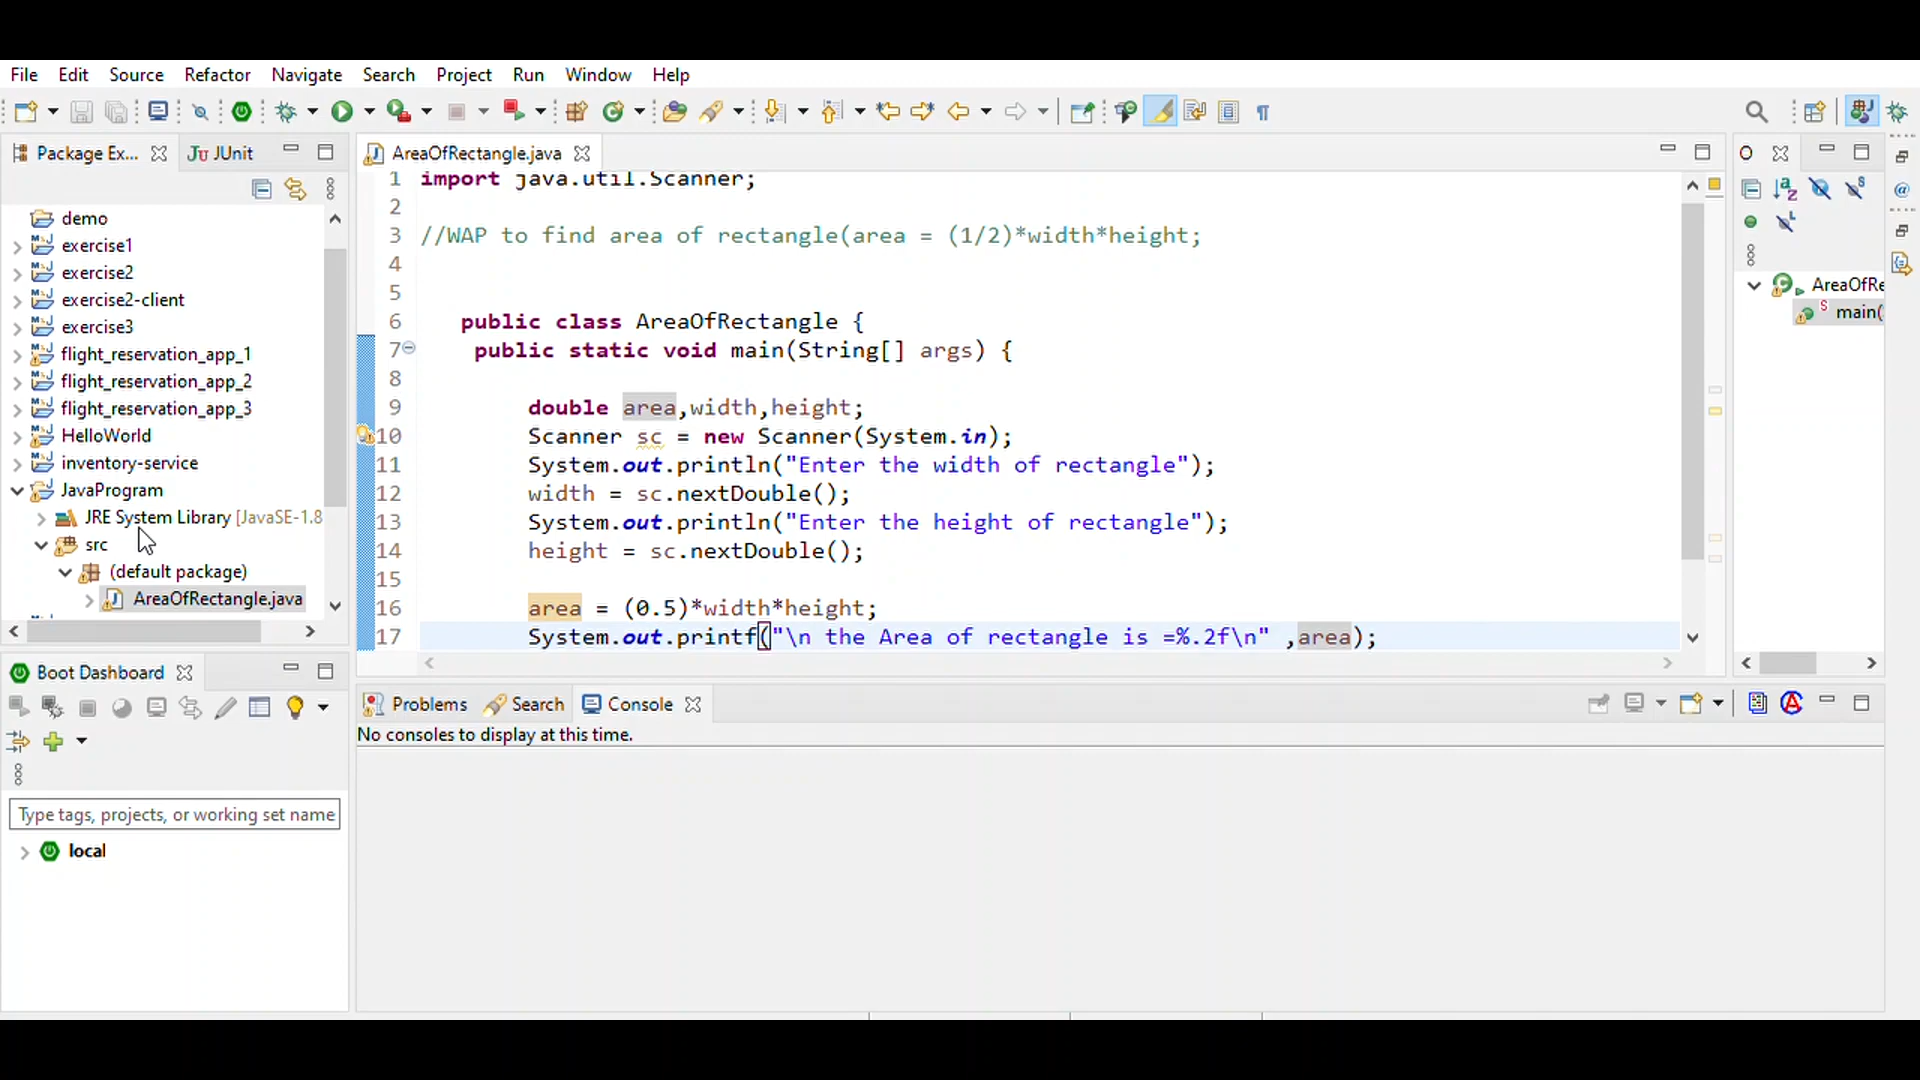 File Edit Source Refactor Navigate Search Project Run Window Help
Package Ex... JUnit
demo
exercise1
exercise2
exercise2-client
exercise3
flight_reservation_app_1
flight_reservation_app_2
flight_reservation_app_3
HelloWorld
inventory-service
JavaProgram
JRE System Library [JavaSE-1.8
src
(default package)
AreaOfRectangle.java
AreaOfRectangle.java
1 import java.util.Scanner;
2
3 //WAP to find area of rectangle(area = (1/2)*width*height;
4
5
6 public class AreaOfRectangle {
7 public static void main(String[] args) {
8
9 double area,width,height;
10 Scanner sc = new Scanner(System.in);
11 System.out.println("Enter the width of rectangle");
12 width = sc.nextDouble();
13 System.out.println("Enter the height of rectangle");
14 height = sc.nextDouble();
15
16 area = (0.5)*width*height;
17 System.out.printf("\n the Area of rectangle is =%.2f\n" ,area);
O
AreaOfRe
main(
Boot Dashboard
Type tags, projects, or working set name
local
Problems Search Console
No consoles to display at this time.